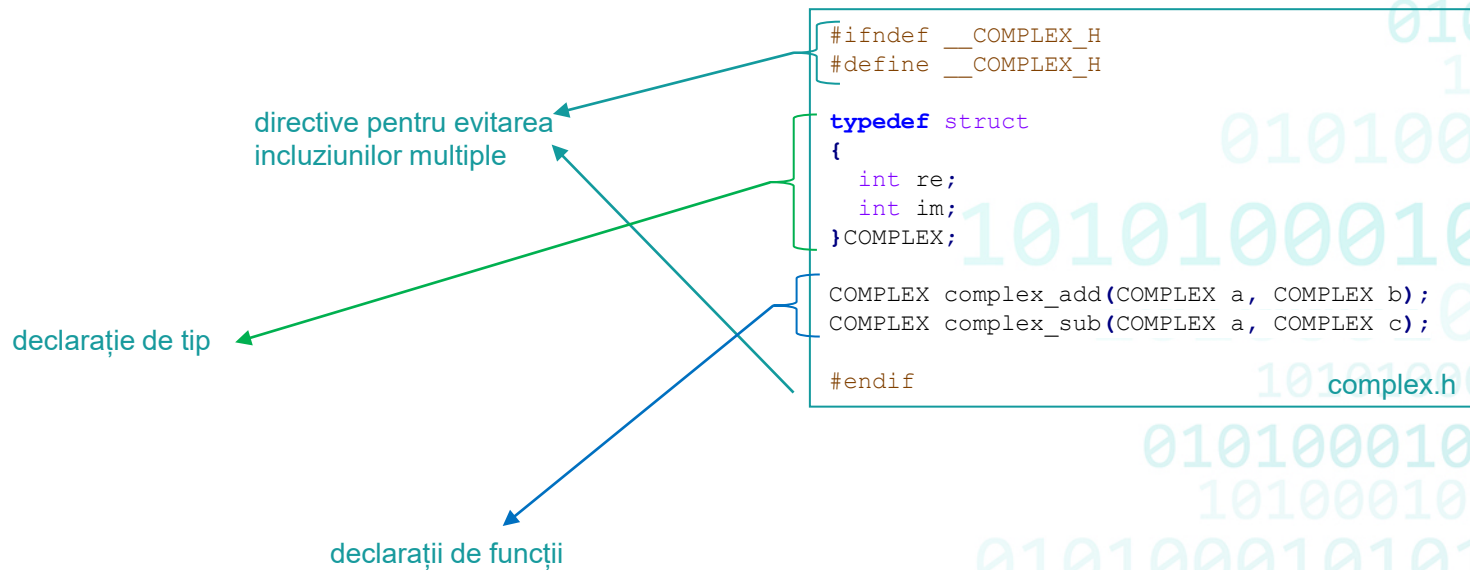 #ifndef __COMPLEX_H
#define __COMPLEX_H
directive pentru evitarea
incluziunilor multiple
typedef struct
{
int re;
int im;
}COMPLEX;
COMPLEX complex_add(COMPLEX a, COMPLEX b);
COMPLEX complex_sub(COMPLEX a, COMPLEX c);
declarație de tip
#endif
complex.h
declarații de funcții